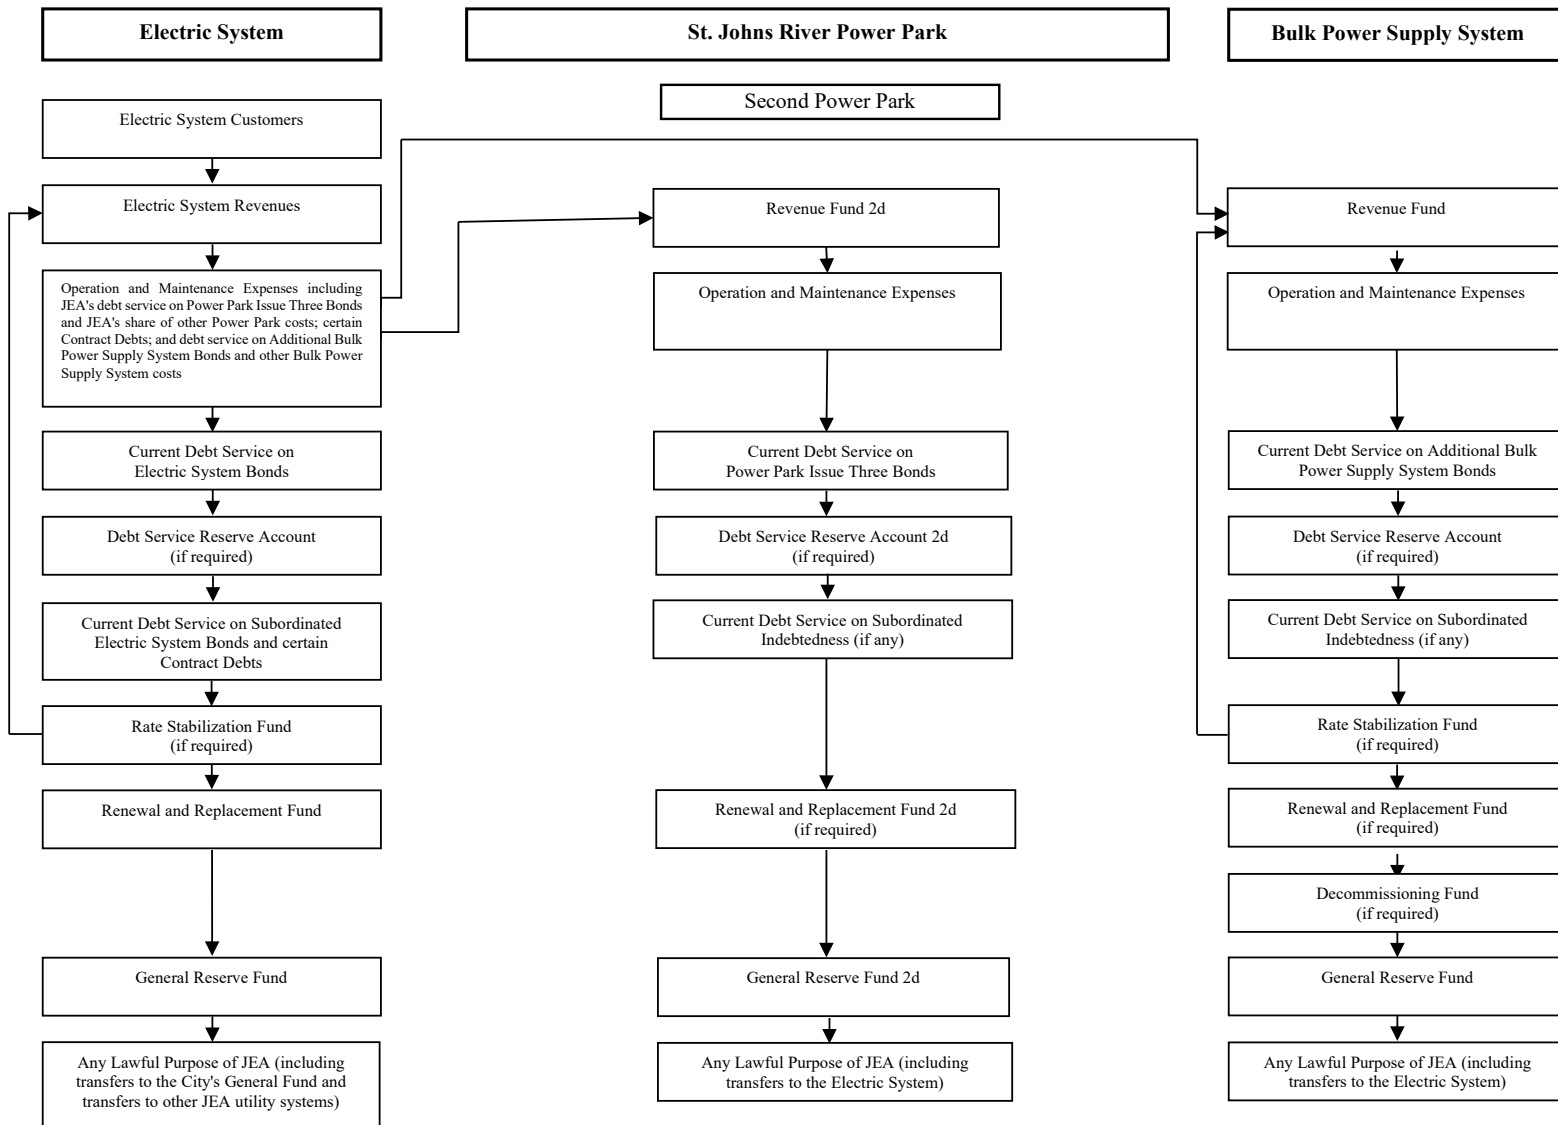 Electric System
St. Johns River Power Park
Bulk Power Supply System
Second Power Park
Electric System Customers
Electric System Revenues
Operation and Maintenance Expenses including
JEA's debt service on Power Park Issue Three Bonds
and JEA's share of other Power Park costs; certain
Contract Debts; and debt service on Additional Bulk
Power Supply System Bonds and other Bulk Power
Supply System costs
Current Debt Service on
Electric System Bonds
Debt Service Reserve Account
(if required)
Current Debt Service on Subordinated
Electric System Bonds and certain
Contract Debts
Rate Stabilization Fund
(if required)
Renewal and Replacement Fund
General Reserve Fund
Any Lawful Purpose of JEA (including
transfers to the City's General Fund and
transfers to other JEA utility systems)
Revenue Fund 2d
Operation and Maintenance Expenses
Current Debt Service on
Power Park Issue Three Bonds
Debt Service Reserve Account 2d
(if required)
Current Debt Service on Subordinated
Indebtedness (if any)
Renewal and Replacement Fund 2d
(if required)
General Reserve Fund 2d
Any Lawful Purpose of JEA (including
transfers to the Electric System)
Revenue Fund
Operation and Maintenance Expenses
Current Debt Service on Additional Bulk
Power Supply System Bonds
Debt Service Reserve Account
(if required)
Current Debt Service on Subordinated
Indebtedness (if any)
Rate Stabilization Fund
(if required)
Renewal and Replacement Fund
(if required)
Decommissioning Fund
(if required)
General Reserve Fund
Any Lawful Purpose of JEA (including
transfers to the Electric System)